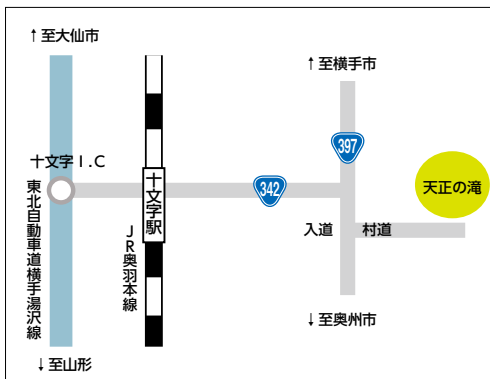 ↑至大仙市
↑至横手市
397
十文字I.C
十文字駅
342
天正の滝
東北自動車道横手湯沢線
JR奥羽本線
入道
村道
↓至奥州市
↓至山形